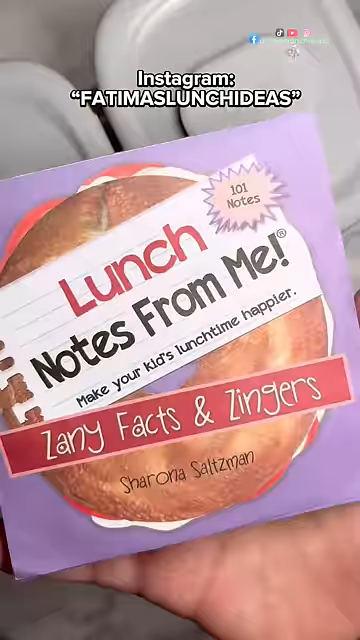 Instagram:
“FATIMASLUNCHIDEAS”
101
Notes
Lunch
Notes From Me!®
Make your kid's lunchtime happier.
Zany Facts & Zingers
Sharona Saltzman